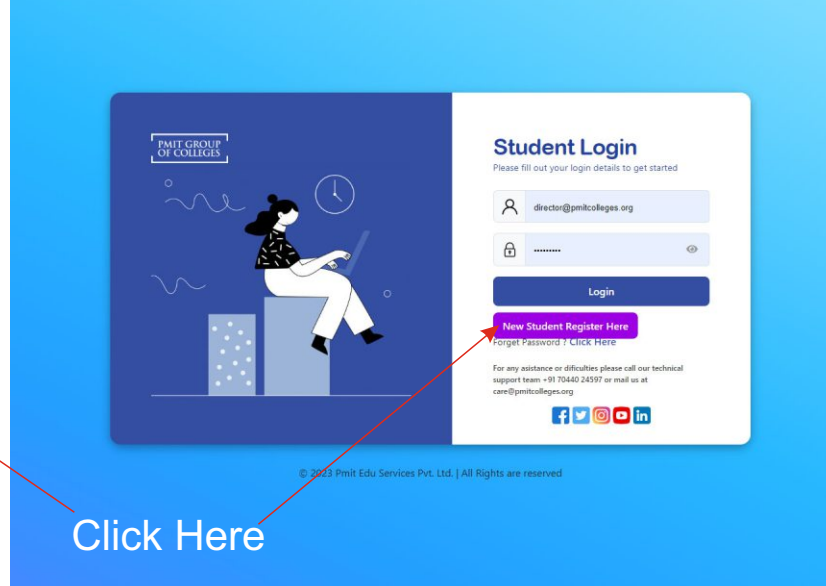 PMIT GROUP
OF COLLEGES
Student Login
Please fill out your login details to get started
director@pmitcolleges.org
Login
New Student Register Here
Forget Password ? Click Here
For any asistance or dificulties please call our technical
support team +91 70440 24597 or mail us at
care@pmitcolleges.org
© 2023 Pmit Edu Services Pvt. Ltd. | All Rights are reserved
Click Here